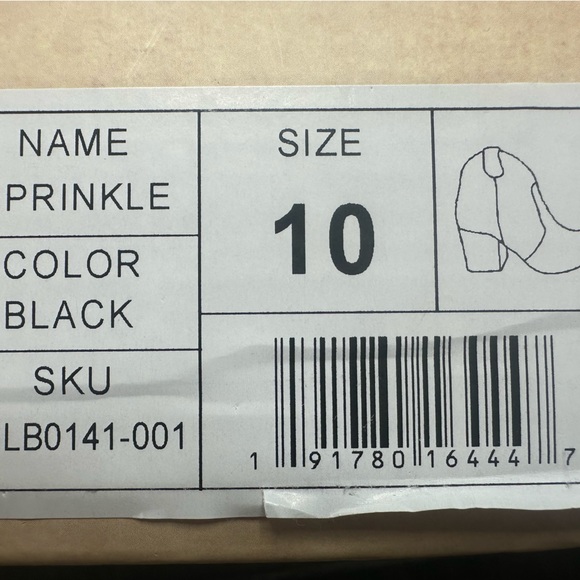 NAME
PRINKLE
COLOR
BLACK
SKU
LB0141-001
SIZE
10
1 91780 16444 7